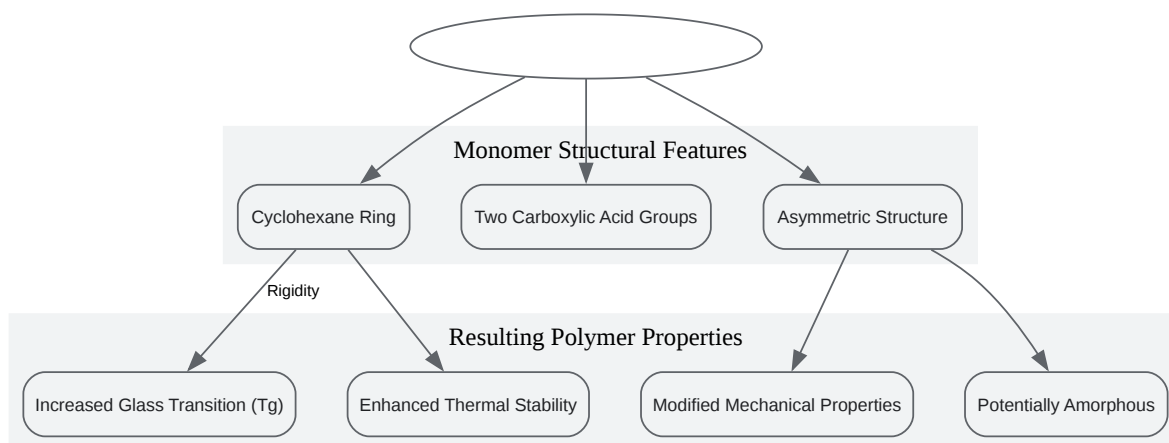 Monomer Structural Features
Cyclohexane Ring
Two Carboxylic Acid Groups
Asymmetric Structure
Rigidity
Resulting Polymer Properties
Increased Glass Transition (Tg)
Enhanced Thermal Stability
Modified Mechanical Properties
Potentially Amorphous